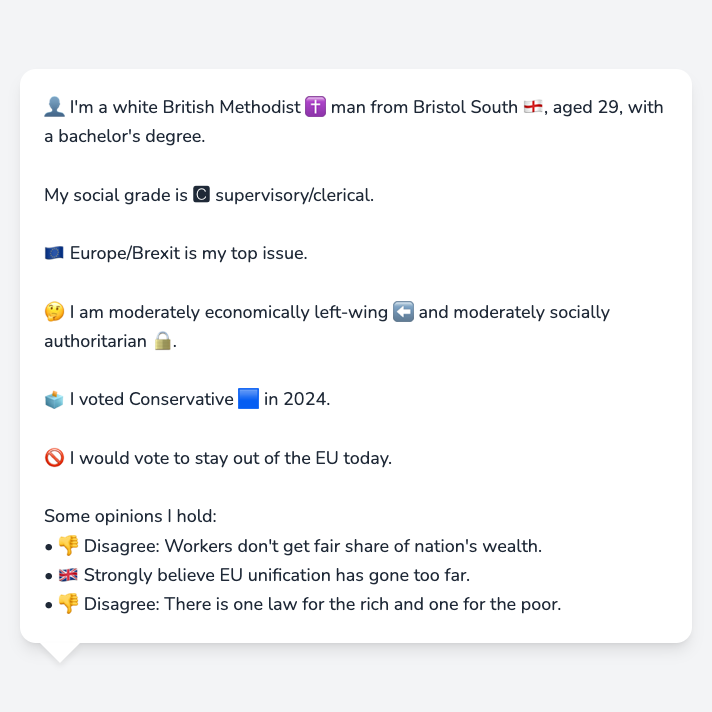 👤 I'm a white British Methodist ✝️ man from Bristol South 🏴󠁧󠁢󠁥󠁮󠁧󠁿, aged 29, with
a bachelor's degree.
My social grade is 🅲 supervisory/clerical.
🇪🇺 Europe/Brexit is my top issue.
🤔 I am moderately economically left-wing ⬅️ and moderately socially
authoritarian 🔒.
🗳️ I voted Conservative 🟦 in 2024.
🚫 I would vote to stay out of the EU today.
Some opinions I hold:
• 👎 Disagree: Workers don't get fair share of nation's wealth.
• 🇬🇧 Strongly believe EU unification has gone too far.
• 👎 Disagree: There is one law for the rich and one for the poor.